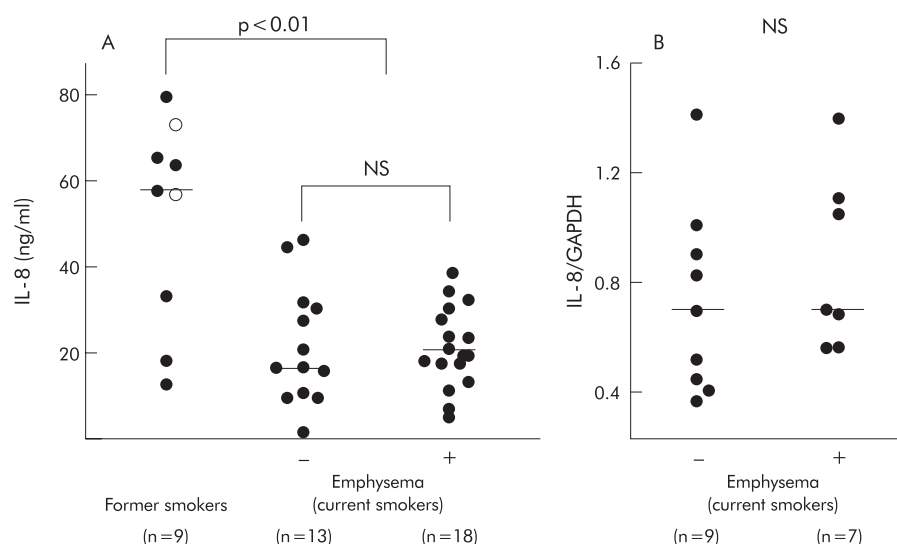 A
p < 0.01
NS
IL-8 (ng/ml)
80
60
40
20
–
+
Emphysema
(current smokers)
Former smokers
(n=9)
(n=13)
(n=18)
B
NS
IL-8/GAPDH
1.6
1.2
0.8
0.4
–
+
Emphysema
(current smokers)
(n=9)
(n=7)